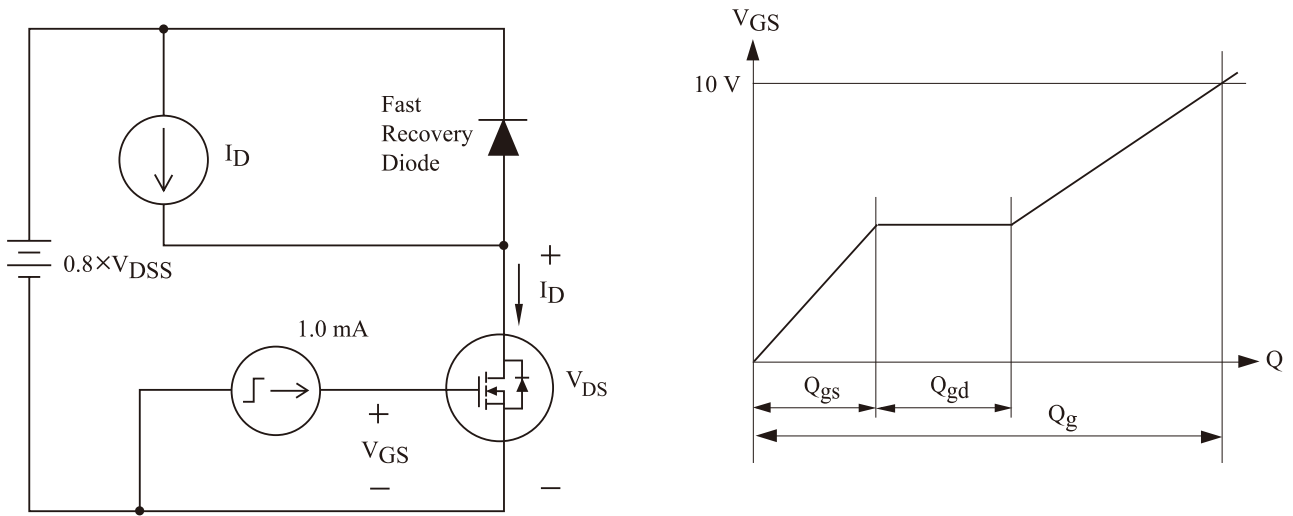 I_D
Fast
Recovery
Diode
0.8×V_DSS
+
I_D
1.0 mA
V_DS
+
V_GS
−
−
V_GS
10 V
Q
Q_gs
Q_gd
Q_g